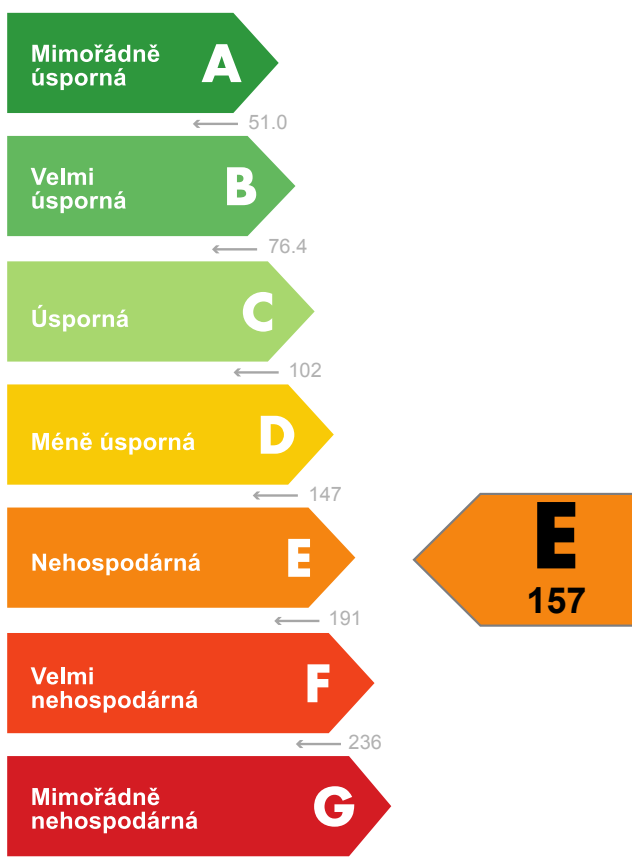 Mimořádně
úsporná
A
← 51.0
Velmi
úsporná
B
← 76.4
Úsporná
C
← 102
Méně úsporná
D
← 147
Nehospodárná
E
E
157
← 191
Velmi
nehospodárná
F
← 236
Mimořádně
nehospodárná
G